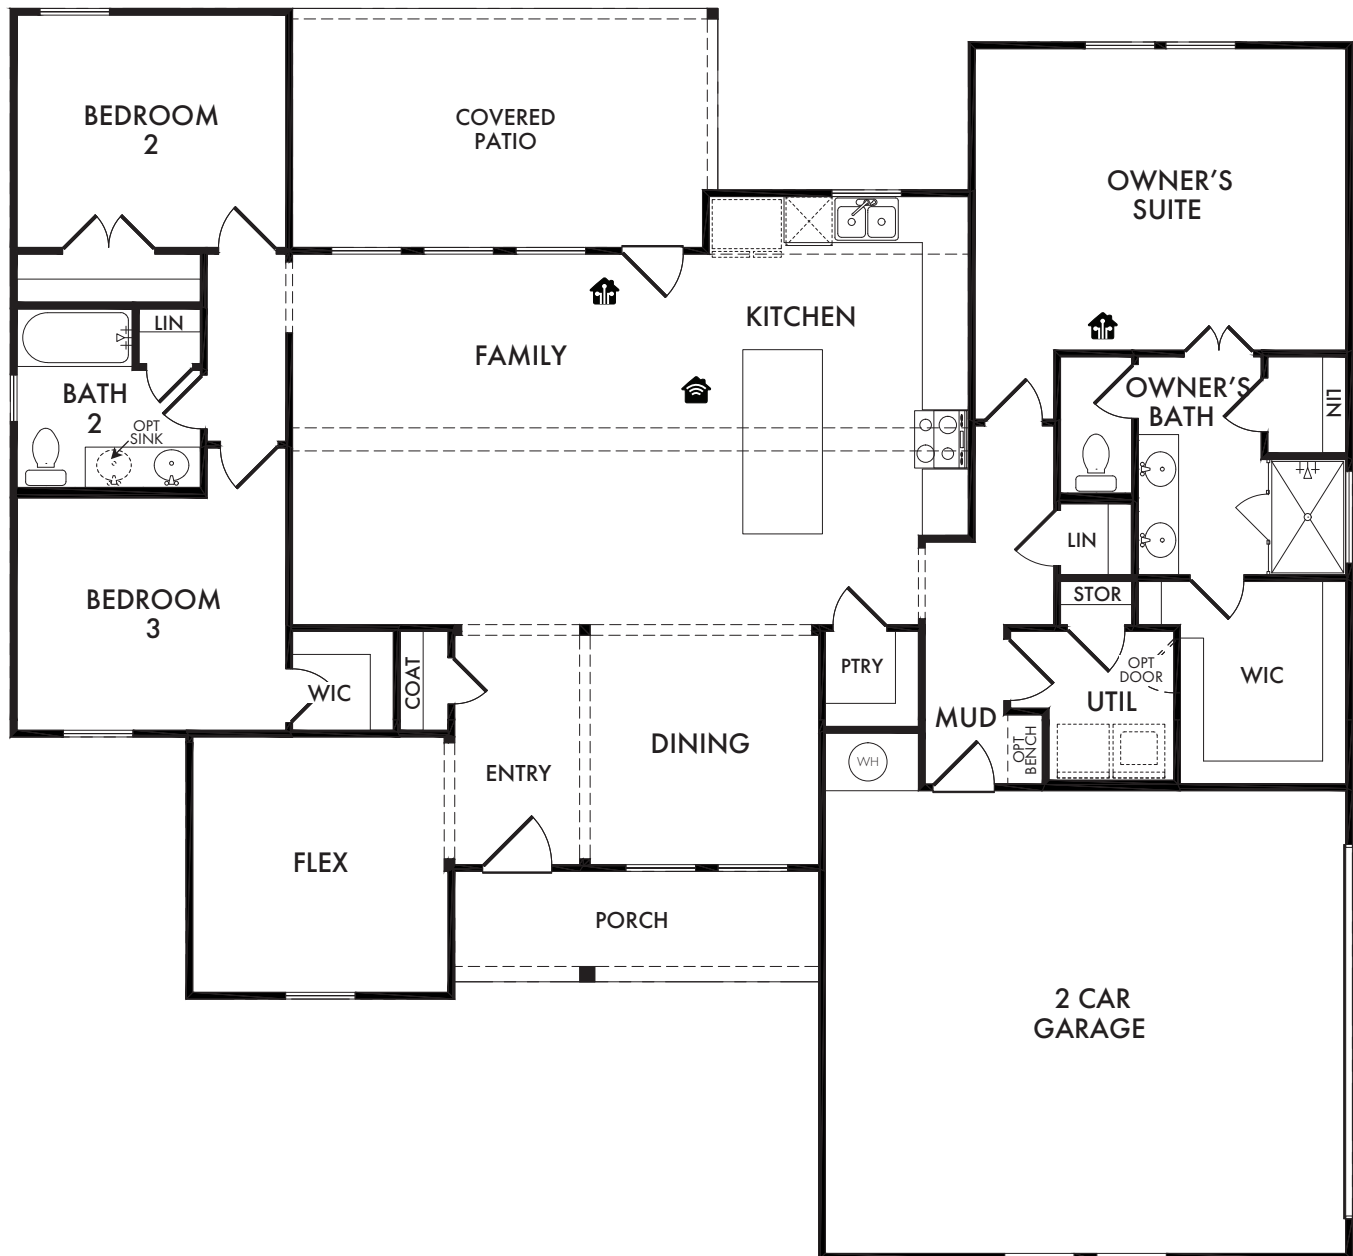 BEDROOM
2
COVERED
PATIO
OWNER'S
SUITE
LIN
KITCHEN
FAMILY
BATH
2
OPT
SINK
OWNER'S
BATH
LIN
LIN
STOR
BEDROOM
3
WIC
COAT
PTRY
OPT
DOOR
UTIL
WIC
MUD
OPT
BENCH
DINING
ENTRY
WH
FLEX
PORCH
2 CAR
GARAGE